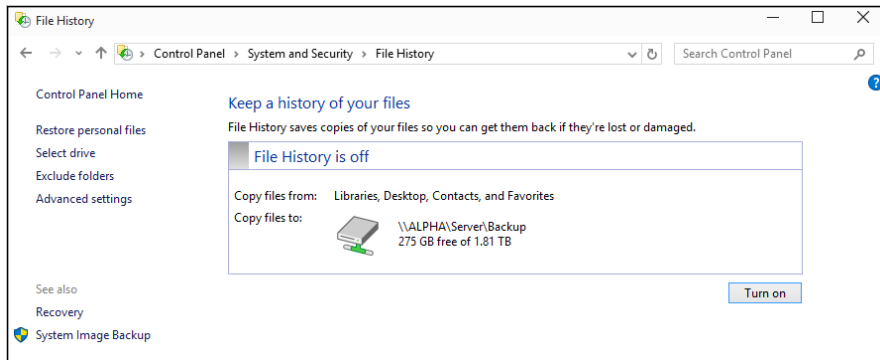 File History
Control Panel > System and Security > File History
Search Control Panel
?
Control Panel Home
Restore personal files
Select drive
Exclude folders
Advanced settings
Keep a history of your files
File History saves copies of your files so you can get them back if they're lost or damaged.
File History is off
Copy files from: Libraries, Desktop, Contacts, and Favorites
Copy files to: \\ALPHA\Server\Backup
275 GB free of 1.81 TB
Turn on
See also
Recovery
System Image Backup